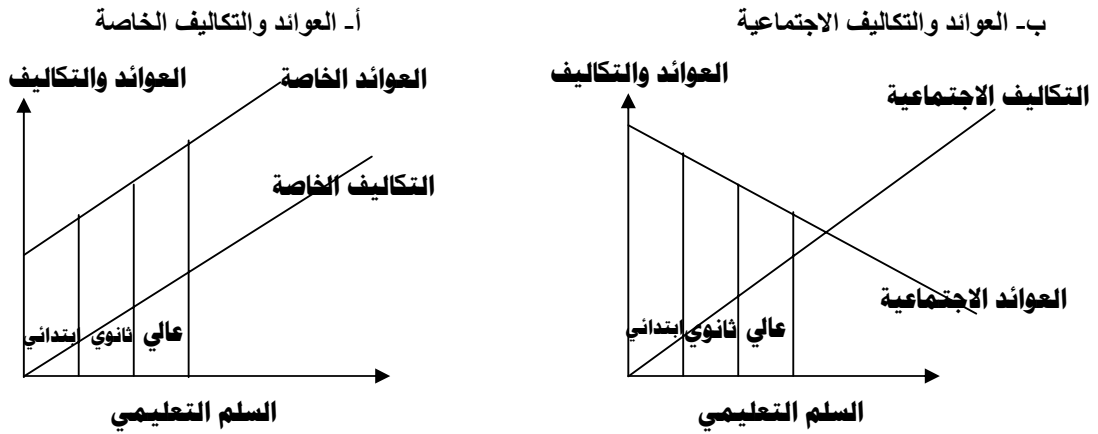 أ- العوائد والتكاليف الخاصة
العوائد والتكاليف
العوائد الخاصة
التكاليف الخاصة
ابتدائي
ثانوي
عالي
السلم التعليمي
ب- العوائد والتكاليف الاجتماعية
العوائد والتكاليف
التكاليف الاجتماعية
العوائد الاجتماعية
ابتدائي
ثانوي
عالي
السلم التعليمي